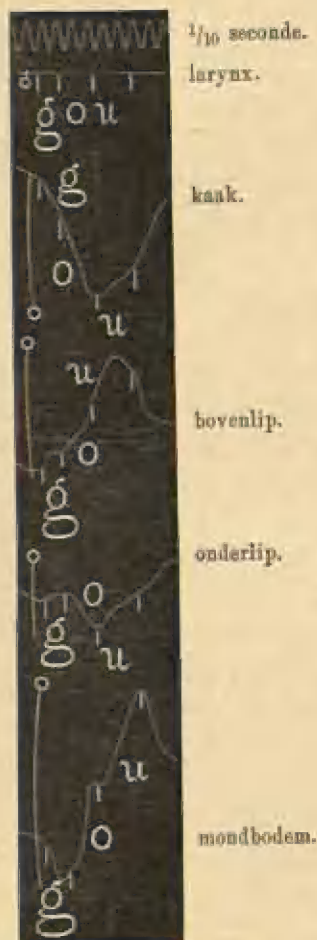 1/10 seconde.
larynx.
g o u
g
kaak.
o
u
u
bovenlip.
o
g
onderlip.
o
g
u
u
mondbodem.
o
g